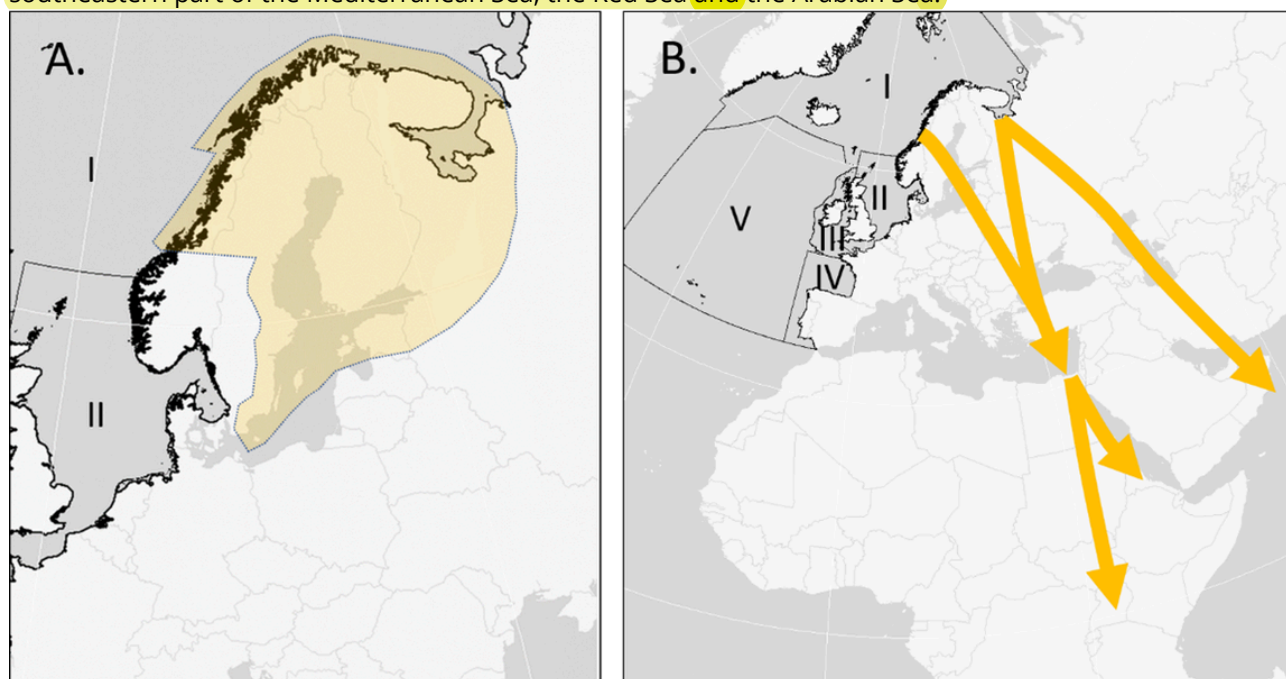 southeastern part of the Mediterranean Sea, the Red Sea and the Arabian Sea.
A.
I
II
B.
I
II
III
IV
V